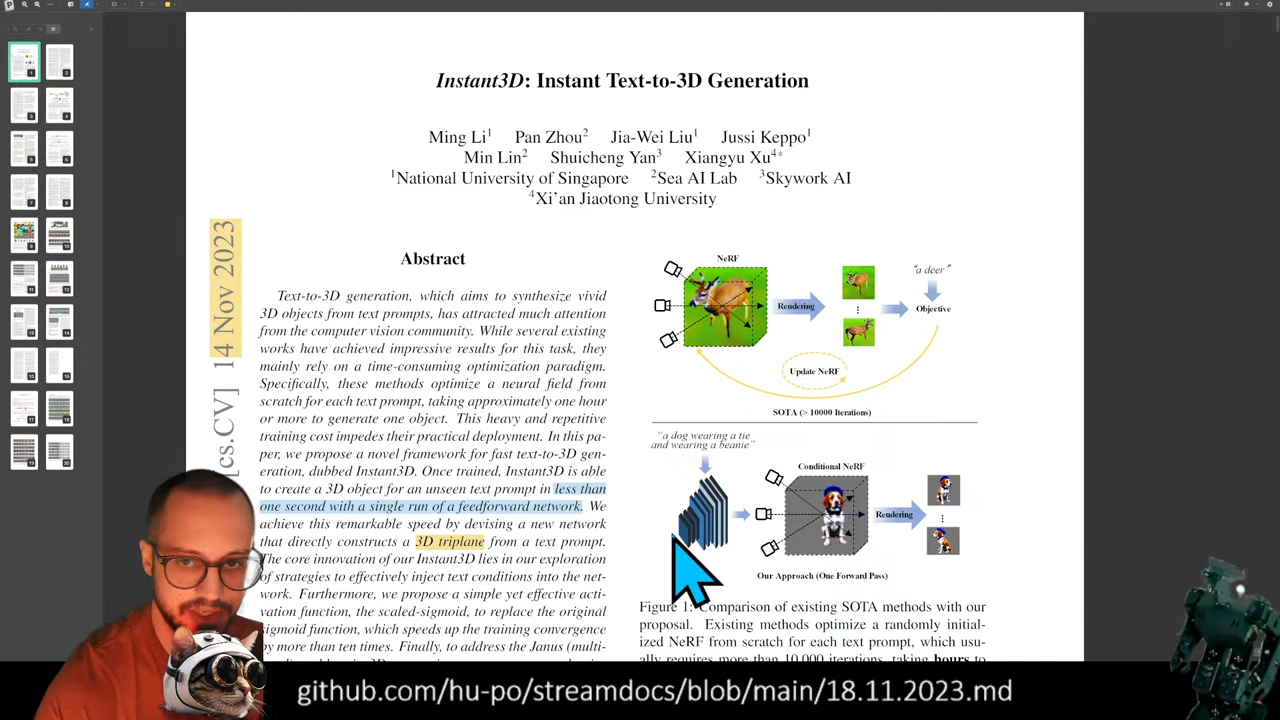 Instant3D: Instant Text-to-3D Generation
Ming Li1 Pan Zhou2 Jia-Wei Liu1 Jussi Keppo1
Min Lin2 Shuicheng Yan3 Xiangyu Xu4*
1National University of Singapore 2Sea AI Lab 3Skywork AI
4Xi'an Jiaotong University
[cs.CV] 14 Nov 2023
Abstract
Text-to-3D generation, which aims to synthesize vivid
3D objects from text prompts, has attracted much attention
from the computer vision community. While several existing
works have achieved impressive results for this task, they
mainly rely on a time-consuming optimization paradigm.
Specifically, these methods optimize a neural field from
scratch for each text prompt, taking approximately one hour
or more to generate one object. This heavy and repetitive
training cost impedes their practical deployment. In this pa-
per, we propose a novel framework for fast text-to-3D gen-
eration, dubbed Instant3D. Once trained, Instant3D is able
to create a 3D object for an unseen text prompt in less than
one second with a single run of a feedforward network. We
achieve this remarkable speed by devising a new network
that directly constructs a 3D triplane from a text prompt.
The core innovation of our Instant3D lies in our exploration
of strategies to effectively inject text conditions into the net-
work. Furthermore, we propose a simple yet effective acti-
vation function, the scaled-sigmoid, to replace the original
sigmoid function, which speeds up the training convergence
by more than ten times. Finally, to address the Janus (multi-
NeRF
Rendering
"a deer"
Objective
Update NeRF
SOTA (> 10000 Iterations)
"a dog wearing a tie
and wearing a beanie"
Conditional NeRF
Rendering
Our Approach (One Forward Pass)
Figure 1: Comparison of existing SOTA methods with our
proposal. Existing methods optimize a randomly initial-
ized NeRF from scratch for each text prompt, which usu-
ally requires more than 10,000 iterations, taking hours to
github.com/hu-po/streamdocs/blob/main/18.11.2023.md